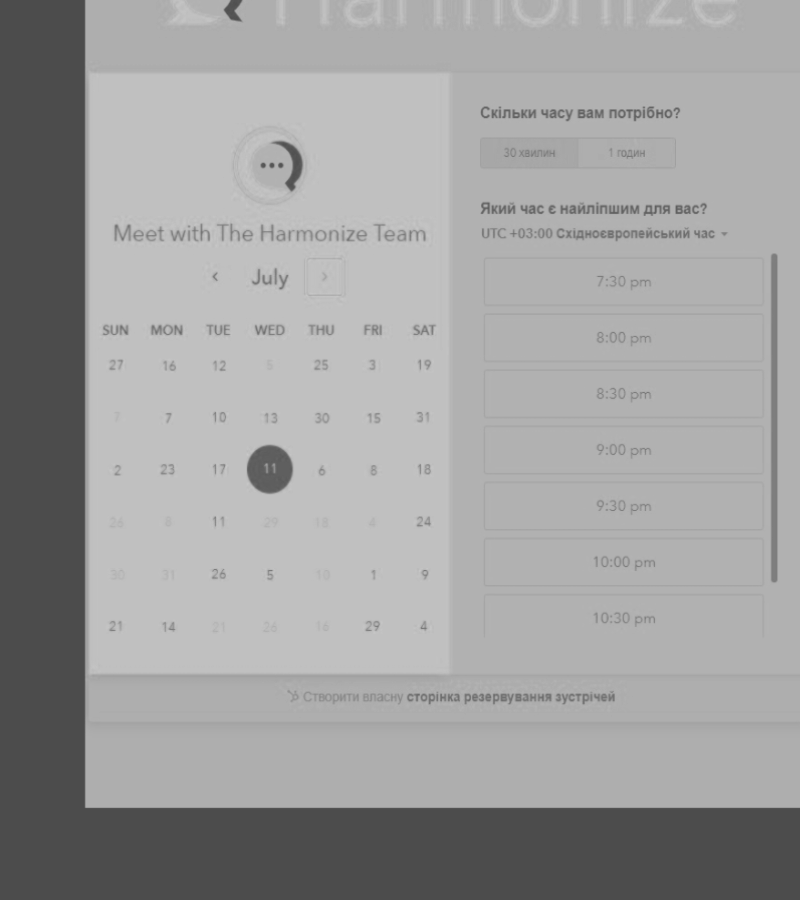 Harmonize
Meet with The Harmonize Team
July
SUN MON TUE WED THU FRI SAT
27 16 12 5 25 3 19
7 7 10 13 30 15 31
2 23 17 11 6 8 18
26 8 11 29 18 4 24
30 31 26 5 10 1 9
21 14 21 26 16 29 4
Скільки часу вам потрібно?
30 хвилин 1 годин
Який час є найліпшим для вас?
UTC +03:00 Східноєвропейський час
7:30 pm
8:00 pm
8:30 pm
9:00 pm
9:30 pm
10:00 pm
10:30 pm
Створити власну сторінка резервування зустрічей